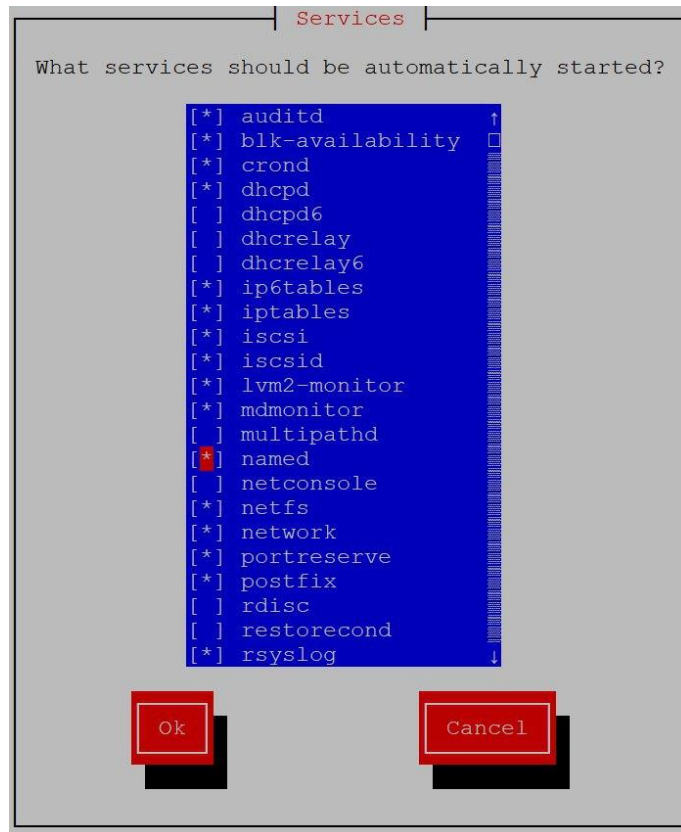 Services
What services should be automatically started?
[*] auditd ↑
[*] blk-availability
[*] crond
[*] dhcpd
[ ] dhcpd6
[ ] dhcrelay
[ ] dhcrelay6
[*] ip6tables
[*] iptables
[*] iscsi
[*] iscsid
[*] lvm2-monitor
[*] mdmonitor
[ ] multipathd
[*] named
[ ] netconsole
[*] netfs
[*] network
[*] portreserve
[*] postfix
[ ] rdisc
[ ] restorecond
[*] rsyslog ↓
Ok Cancel